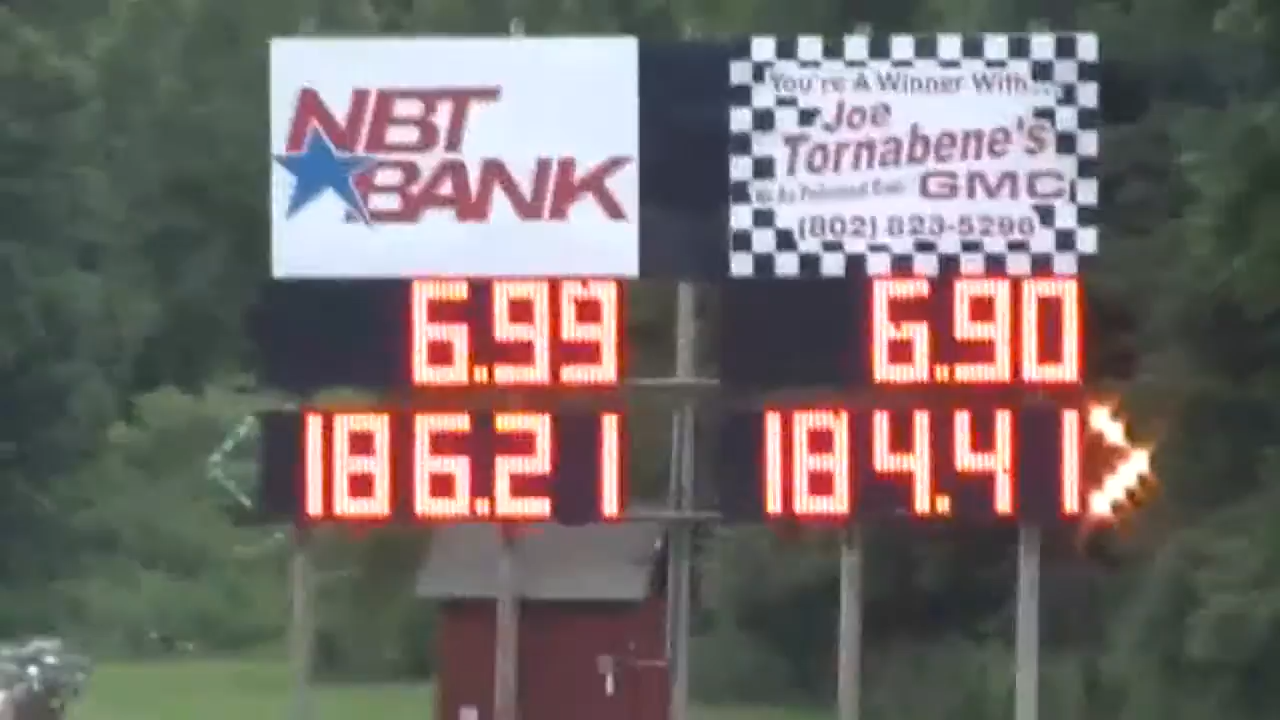 NBT
BANK
You're A Winner With...
Joe
Tornabene's
GMC
(802) 823-5296
6.99
186.21
6.90
184.41